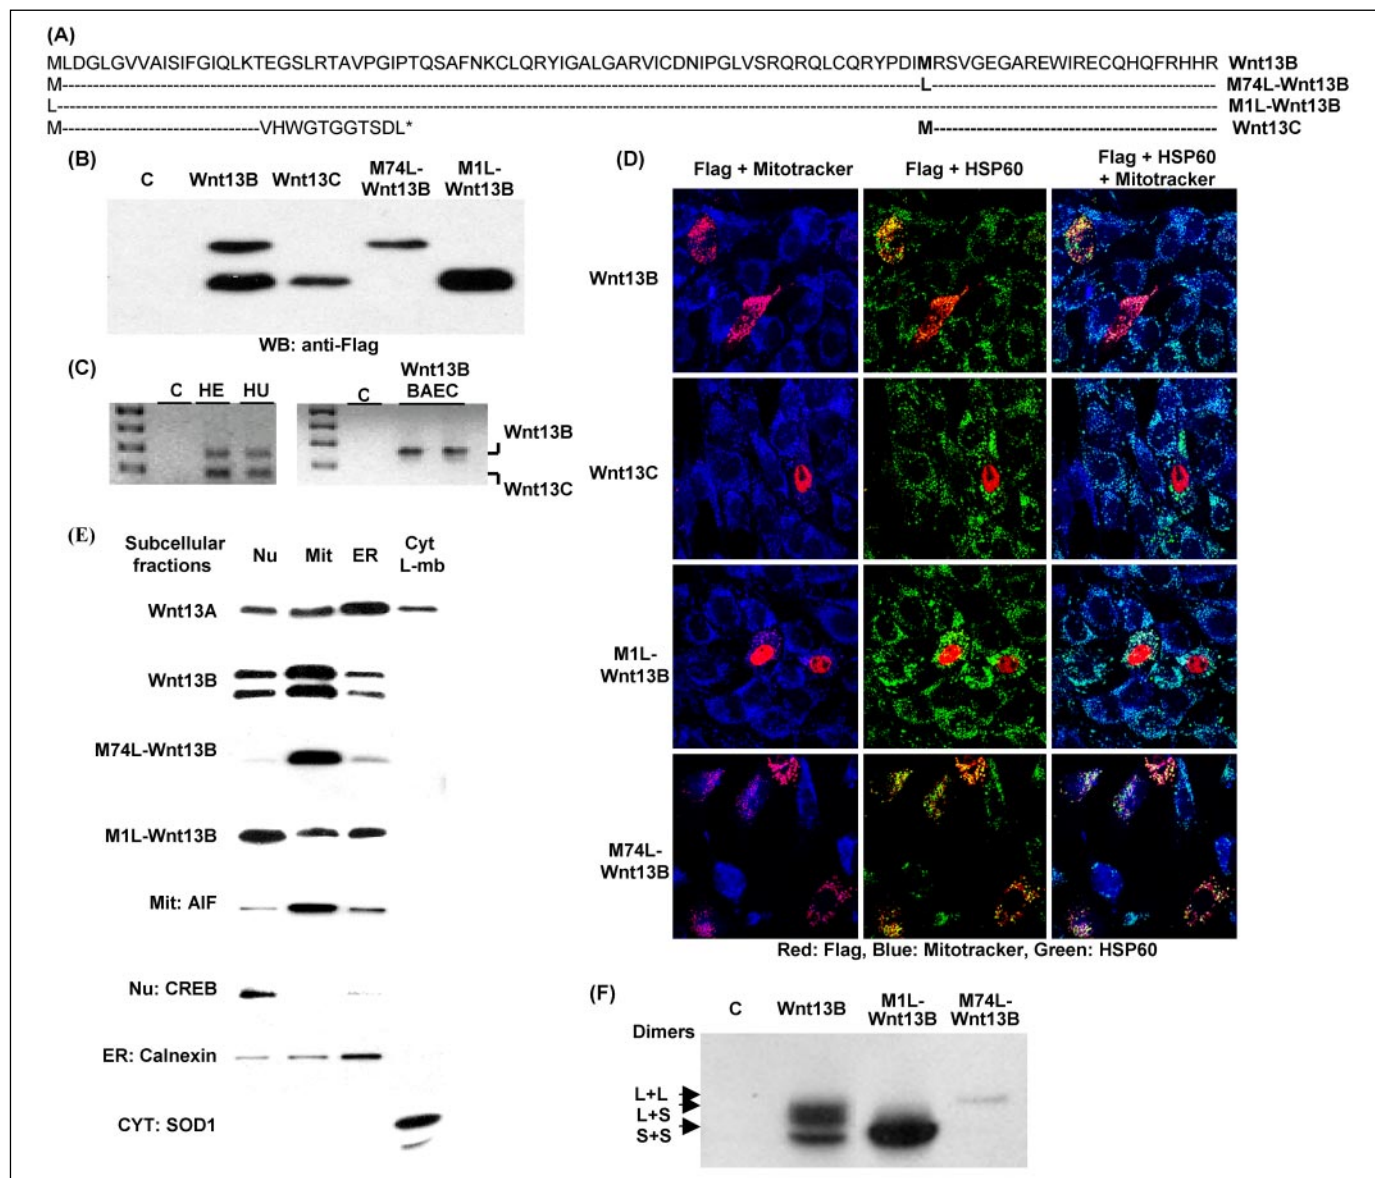 (A)
MLDGLGVVAISIFGIQLKTEGSLRTAVPGIPTQSAFNKCLQRYIGALGARVICDNIPGLVSRQRQLCQRYPDIMRSVGEGAREWIRECQHQFRHHR Wnt13B
M--------L-------- M74L-Wnt13B
L-------- M1L-Wnt13B
M--------VHWGTGGTSDL* M-------- Wnt13C
(B)
C Wnt13B Wnt13C M74L-Wnt13B M1L-Wnt13B
WB: anti-Flag
(C)
C HE HU
C Wnt13B BAEC
Wnt13B
Wnt13C
(D)
Flag + Mitotracker Flag + HSP60 Flag + HSP60 + Mitotracker
Wnt13B
Wnt13C
M1L-
Wnt13B
M74L-
Wnt13B
Red: Flag, Blue: Mitotracker, Green: HSP60
(E)
Subcellular fractions Nu Mit ER Cyt L-mb
Wnt13A
Wnt13B
M74L-Wnt13B
M1L-Wnt13B
Mit: AIF
Nu: CREB
ER: Calnexin
CYT: SOD1
(F)
C Wnt13B M1L-Wnt13B M74L-Wnt13B
Dimers
L+L
L+S
S+S